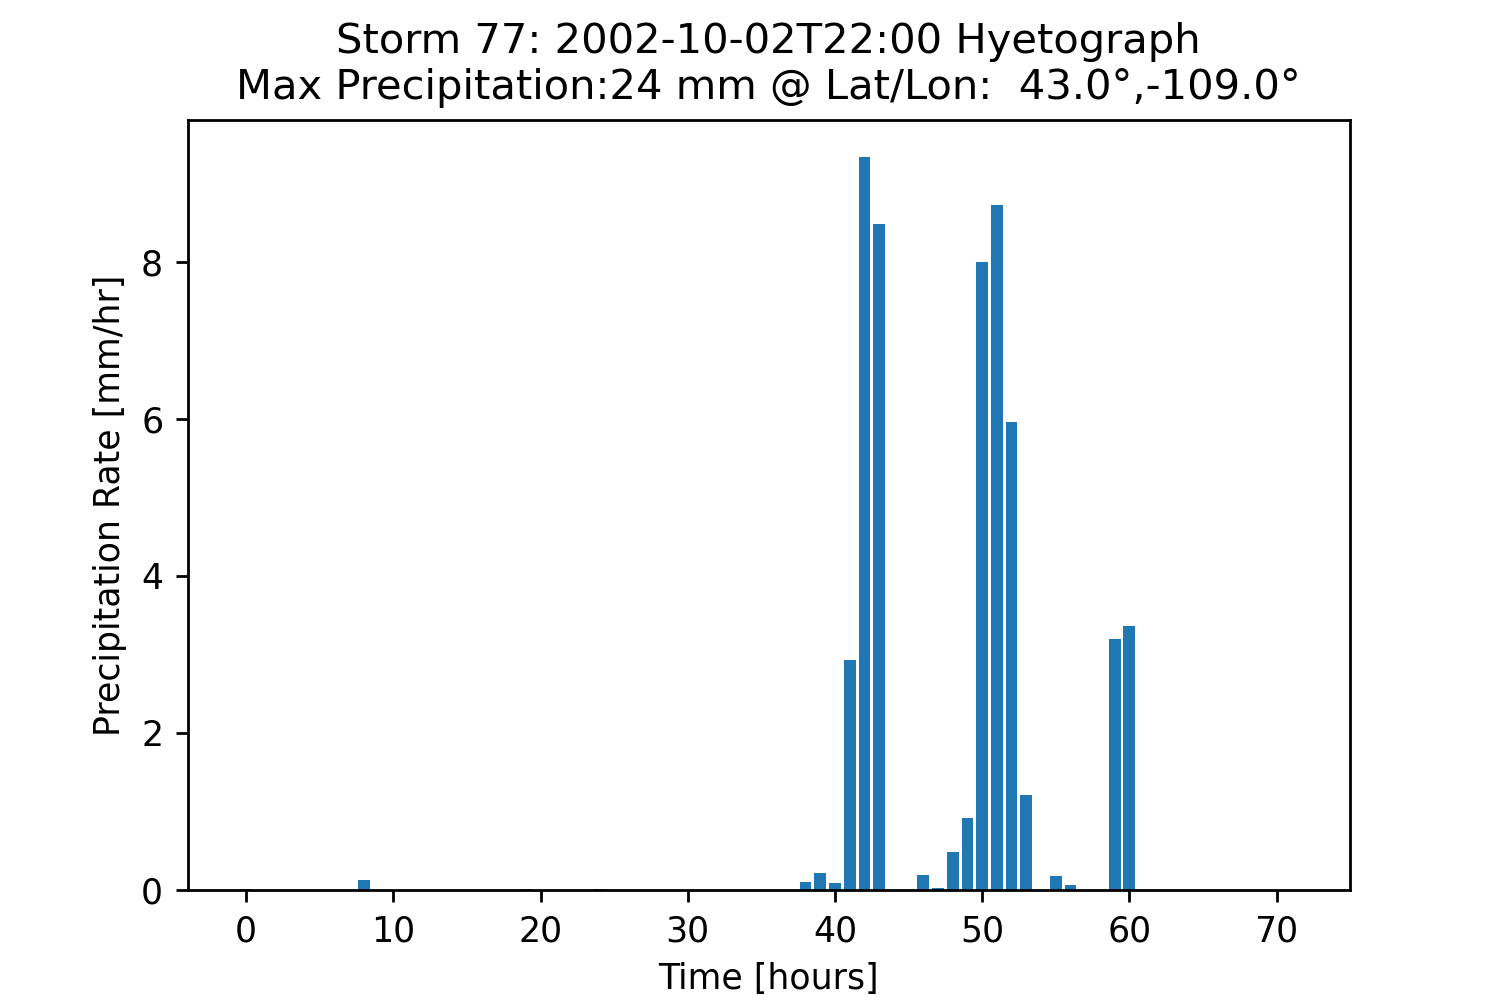 Storm 77: 2002-10-02T22:00 Hyetograph
Max Precipitation:24 mm @ Lat/Lon:  43.0°,-109.0°
Precipitation Rate [mm/hr]
8
6
4
2
0
0 10 20 30 40 50 60 70
Time [hours]